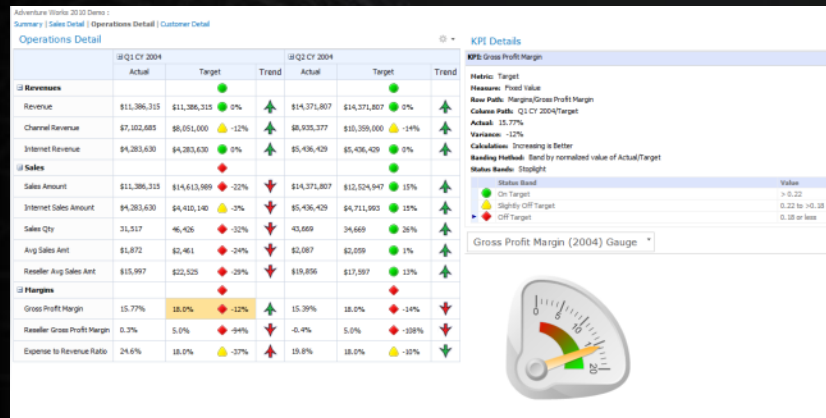 Adventure Works 2010 Demo :
Summary | Sales Detail | Operations Detail | Customer Detail
Operations Detail
Q1 CY 2004 Q2 CY 2004
Actual Target Trend Actual Target Trend
Revenues
Revenue $11,386,315 $11,386,315 0% $14,371,807 $14,371,807 0%
Channel Revenue $7,102,685 $8,051,000 -12% $8,935,377 $10,359,000 -14%
Internet Revenue $4,283,630 $4,283,630 0% $5,436,429 $5,436,429 0%
Sales
Sales Amount $11,386,315 $14,613,989 -22% $14,371,807 $12,524,947 15%
Internet Sales Amount $4,283,630 $4,410,140 -3% $5,436,429 $4,711,993 15%
Sales Qty 31,517 46,426 -32% 43,669 34,669 26%
Avg Sales Amt $1,872 $2,461 -24% $2,087 $2,059 1%
Reseller Avg Sales Amt $15,997 $22,525 -29% $19,856 $17,597 13%
Margins
Gross Profit Margin 15.77% 18.0% -12% 15.39% 18.0% -14%
Reseller Gross Profit Margin 0.3% 5.0% -94% -0.4% 5.0% -108%
Expense to Revenue Ratio 24.6% 18.0% -37% 19.8% 18.0% -10%
KPI Details
KPI: Gross Profit Margin
Metric: Target
Measure: Fixed Value
Row Path: Margins/Gross Profit Margin
Column Path: Q1 CY 2004/Target
Actual: 15.77%
Variance: -12%
Calculation: Increasing is Better
Banding Method: Band by normalized value of Actual/Target
Status Bands: Stoplight
Status Band Value
On Target > 0.22
Slightly Off Target 0.22 to >0.18
Off Target 0.18 or less
Gross Profit Margin (2004) Gauge
0 5 10 15 20